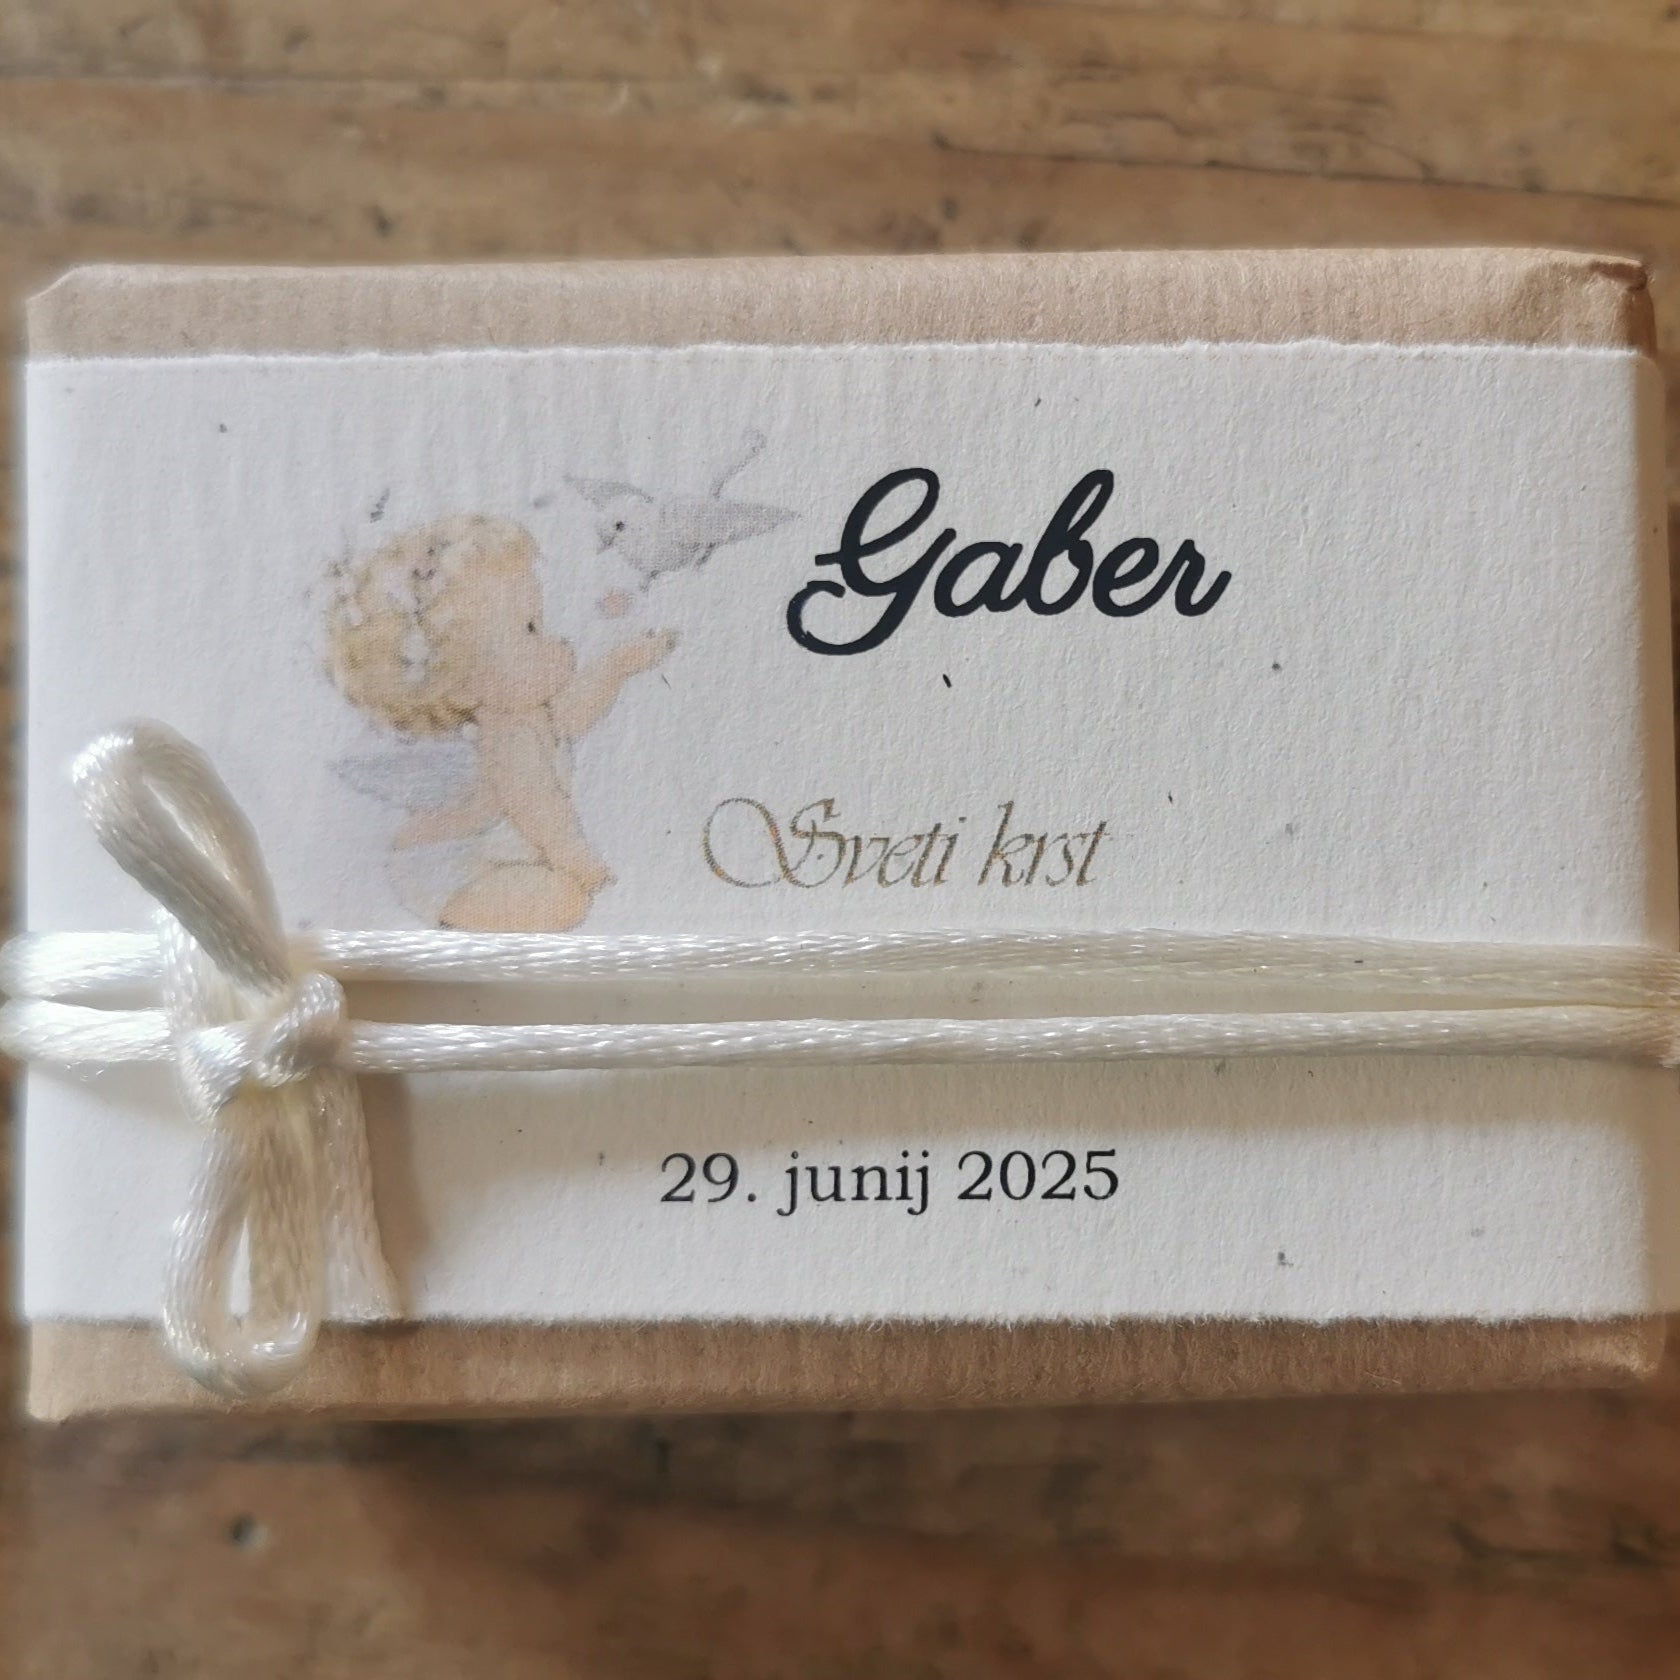 Gaber
Sveti krst
29. junij 2025